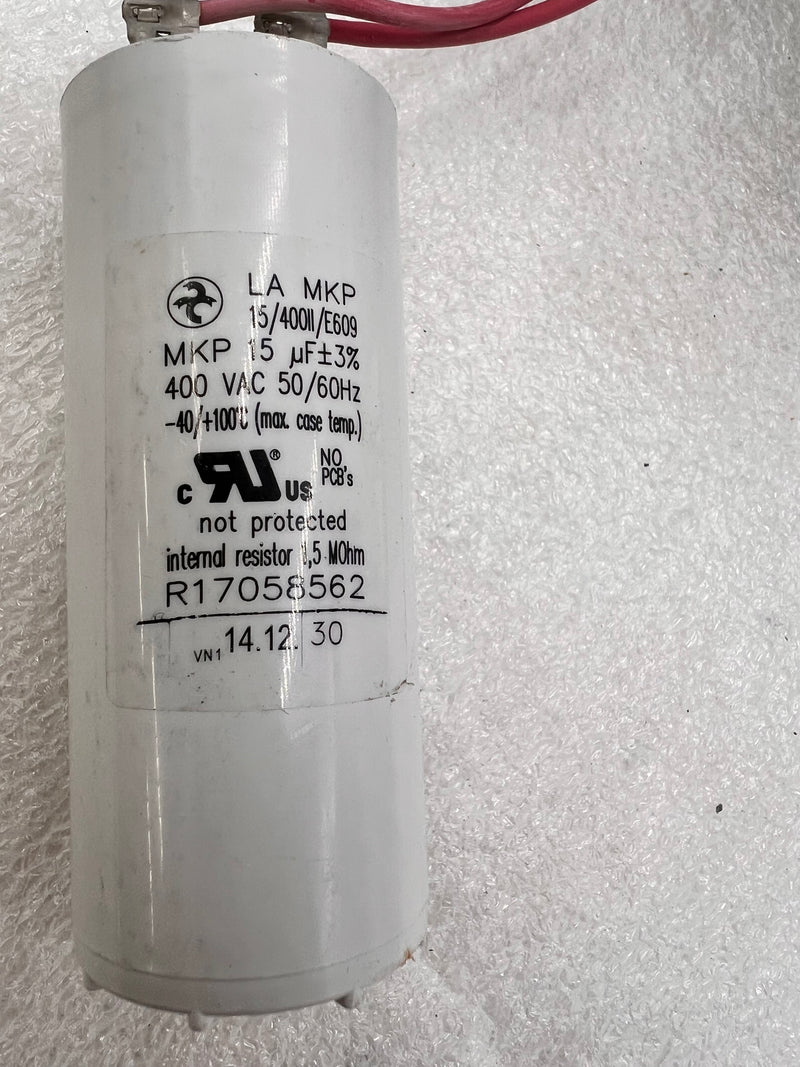 LA MKP
15/400II/E609
MKP 15 µF±3%
400 VAC 50/60Hz
-40/+100°C (max. case temp.)
c RU® US
NO
PCB's
not protected
internal resistor 1,5 MOhm
R17058562
VN1 14.12. 30